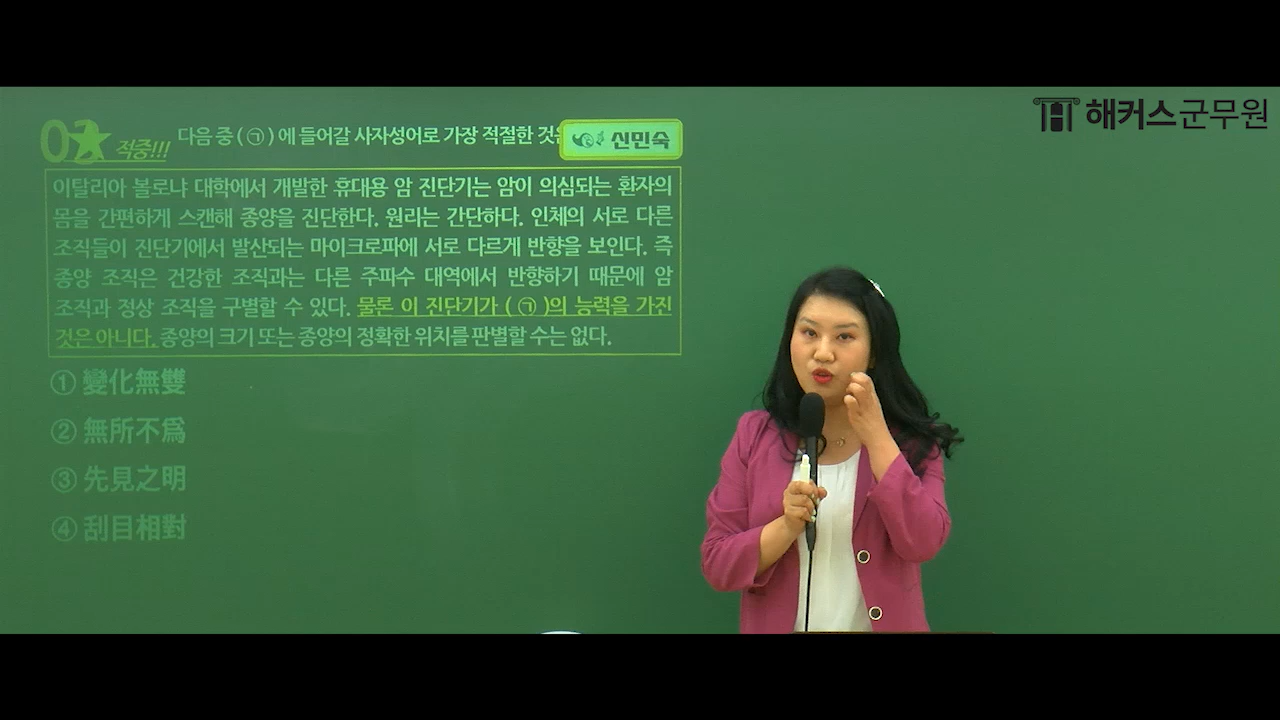 해커스군무원
적중!!! 다음 중 ( ㉠ ) 에 들어갈 사자성어로 가장 적절한 것은
신민숙
이탈리아 볼로냐 대학에서 개발한 휴대용 암 진단기는 암이 의심되는 환자의
몸을 간편하게 스캔해 종양을 진단한다. 원리는 간단하다. 인체의 서로 다른
조직들이 진단기에서 발산되는 마이크로파에 서로 다르게 반향을 보인다. 즉
종양 조직은 건강한 조직과는 다른 주파수 대역에서 반향하기 때문에 암
조직과 정상 조직을 구별할 수 있다. 물론 이 진단기가 ( ㉠ )의 능력을 가진
것은 아니다. 종양의 크기 또는 종양의 정확한 위치를 판별할 수는 없다.
① 變化無雙
② 無所不爲
③ 先見之明
④ 刮目相對